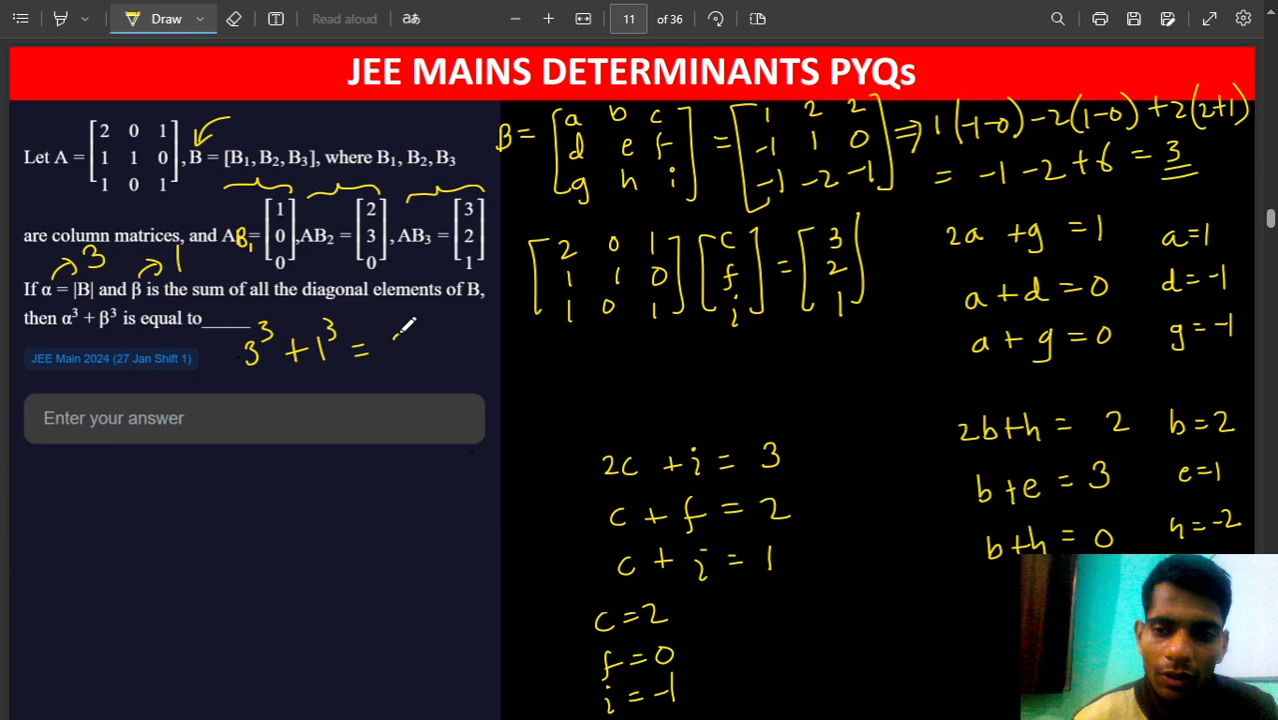 Draw
Read aloud
aあ
11 of 36
JEE MAINS DETERMINANTS PYQs
Let A = [2 0 1
1 1 0
1 0 1], B = [B₁, B₂, B₃], where B₁, B₂, B₃
are column matrices, and AB₁ = [1
0
0], AB₂ = [2
3
0], AB₃ = [3
2
1]
3 1
If α = |B| and β is the sum of all the diagonal elements of B,
then α³ + β³ is equal to_____
3³ + 1³ =
JEE Main 2024 (27 Jan Shift 1)
Enter your answer
B = [a b c
d e f
g h i] = [1 2 2
-1 1 0
-1 -2 -1] ⇒ 1(-1-0) -2(1-0) +2(2+1)
= -1 -2 +6 = 3
[2 0 1
1 1 0
1 0 1] [c
f
i] = [3
2
1]
2a + g = 1 a=1
a + d = 0 d=-1
a + g = 0 g=-1
2b+h = 2 b=2
b+e = 3 e=1
b+h = 0 h=-2
2c + i = 3
c + f = 2
c + i = 1
c=2
f=0
i=-1